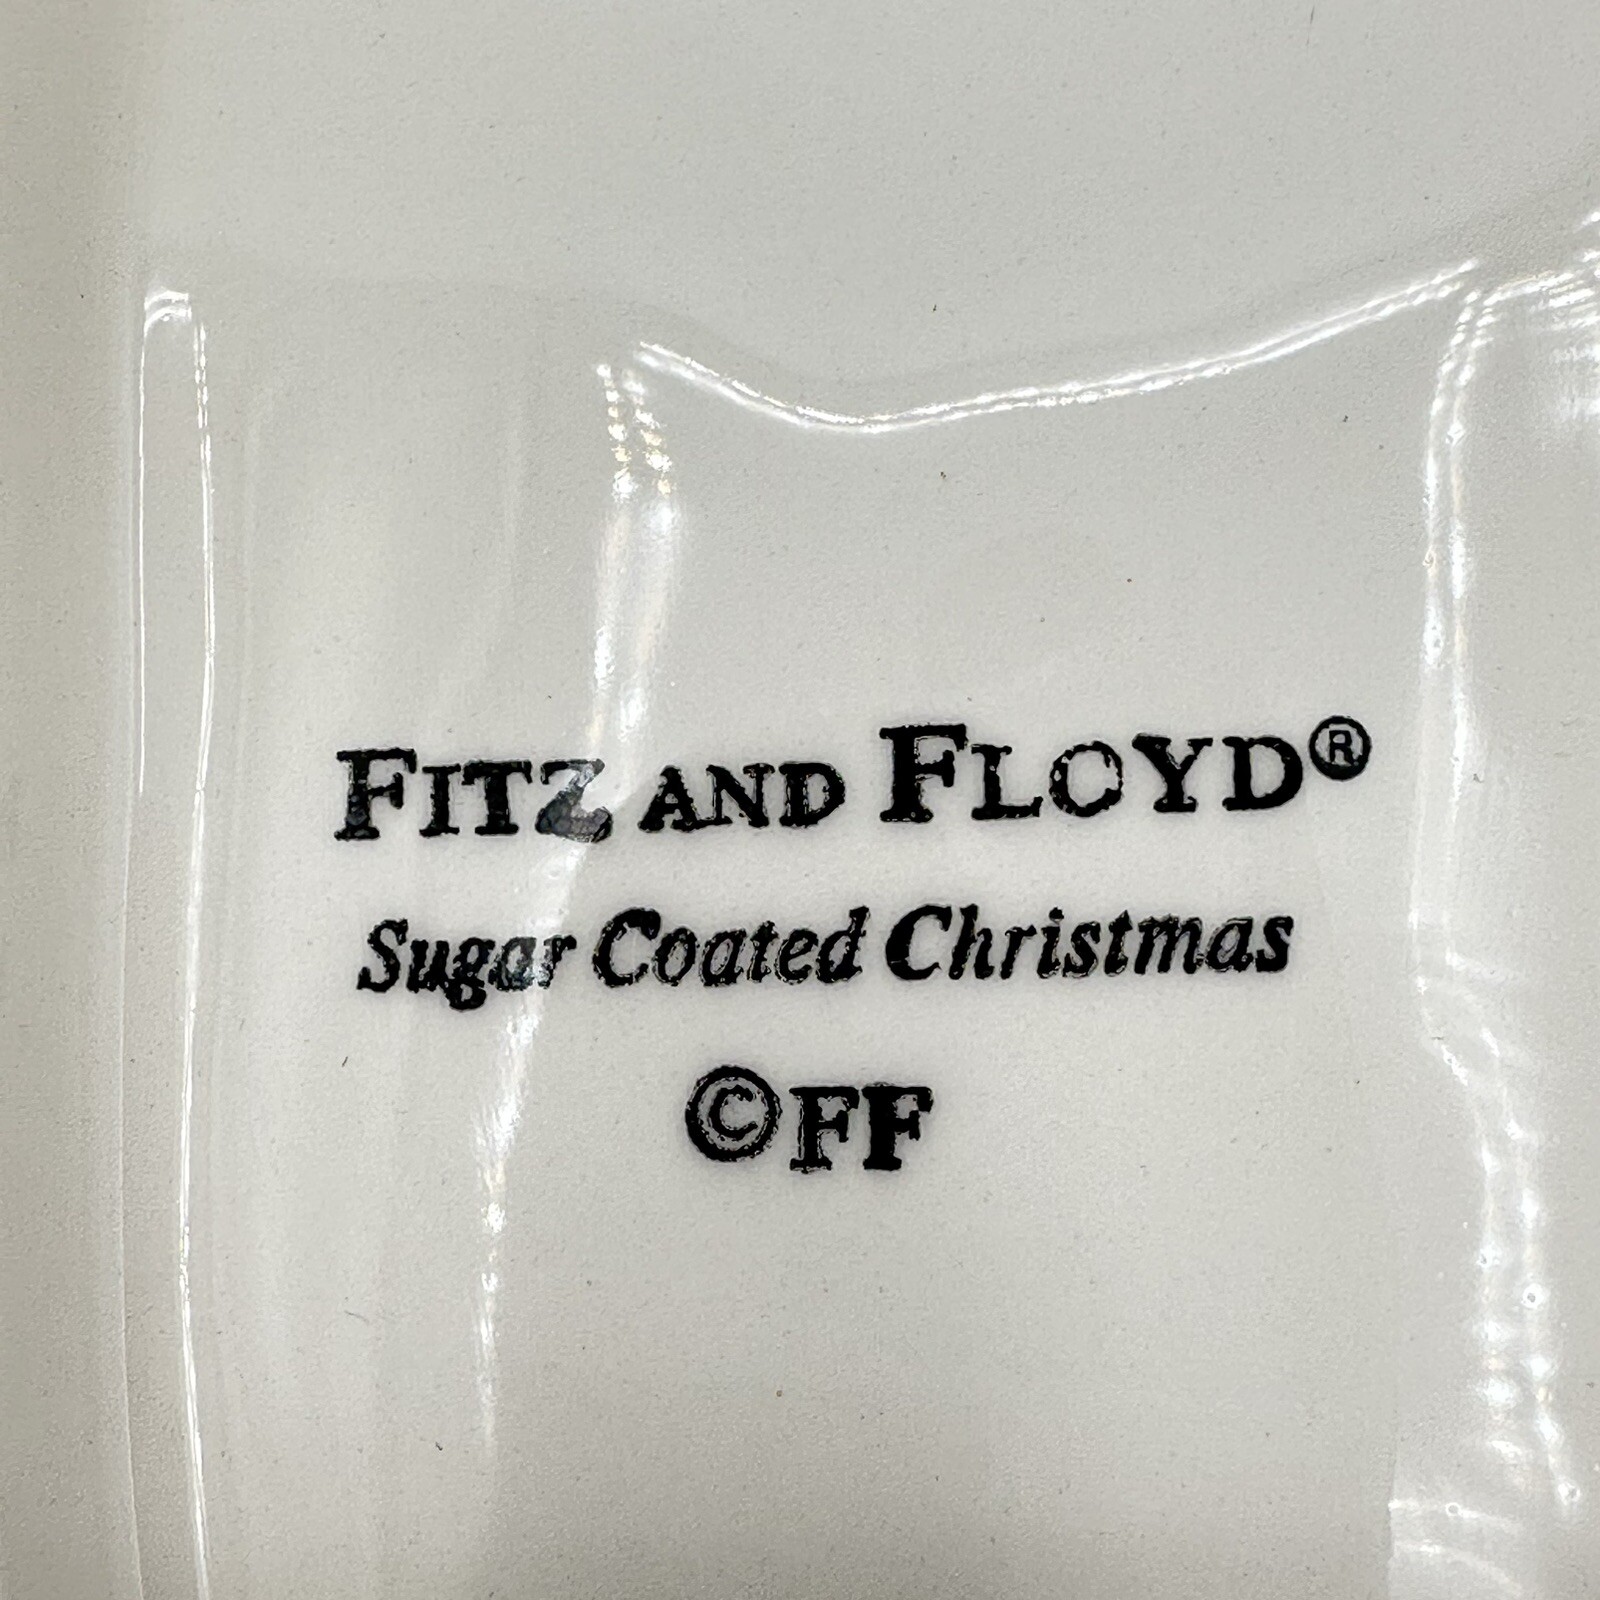 FITZ AND FLOYD®
Sugar Coated Christmas
©FF